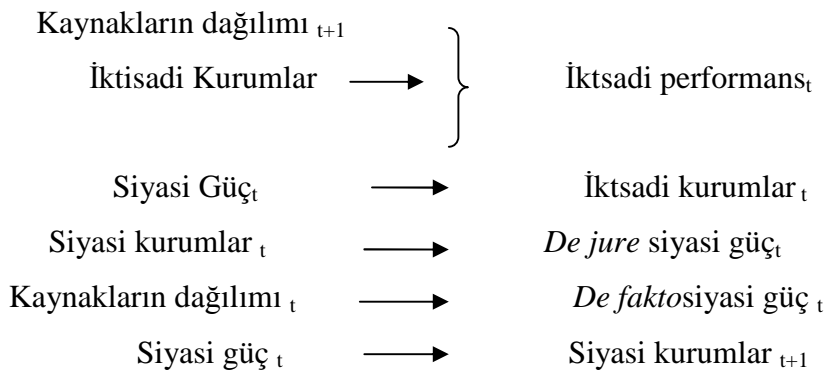 Kaynakların dağılımı t+1
İktisadi Kurumlar → İktsadi performanst
Siyasi Güçt → İktsadi kurumlar t
Siyasi kurumlar t → De jure siyasi güçt
Kaynakların dağılımı t → De faktosiyasi güç t
Siyasi güç t → Siyasi kurumlar t+1